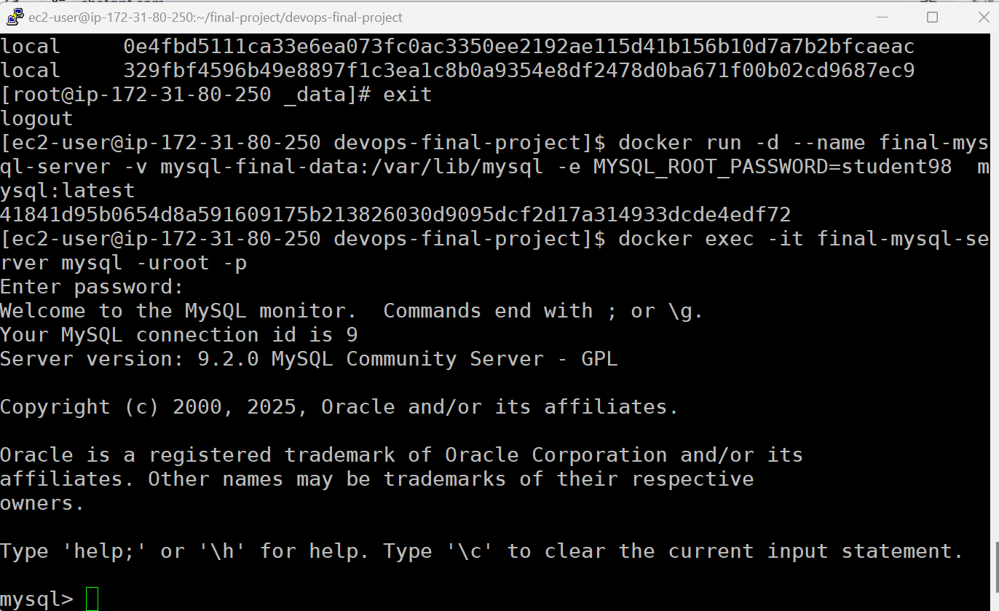 ec2-user@ip-172-31-80-250:~/final-project/devops-final-project
local     0e4fbd5111ca33e6ea073fc0ac3350ee2192ae115d41b156b10d7a7b2bfcaeac
local     329fbf4596b49e8897f1c3ea1c8b0a9354e8df2478d0ba671f00b02cd9687ec9
[root@ip-172-31-80-250 _data]# exit
logout
[ec2-user@ip-172-31-80-250 devops-final-project]$ docker run -d --name final-mys
ql-server -v mysql-final-data:/var/lib/mysql -e MYSQL_ROOT_PASSWORD=student98  m
ysql:latest
41841d95b0654d8a591609175b213826030d9095dcf2d17a314933dcde4edf72
[ec2-user@ip-172-31-80-250 devops-final-project]$ docker exec -it final-mysql-se
rver mysql -uroot -p
Enter password:
Welcome to the MySQL monitor.  Commands end with ; or \g.
Your MySQL connection id is 9
Server version: 9.2.0 MySQL Community Server - GPL

Copyright (c) 2000, 2025, Oracle and/or its affiliates.

Oracle is a registered trademark of Oracle Corporation and/or its
affiliates. Other names may be trademarks of their respective
owners.

Type 'help;' or '\h' for help. Type '\c' to clear the current input statement.

mysql>